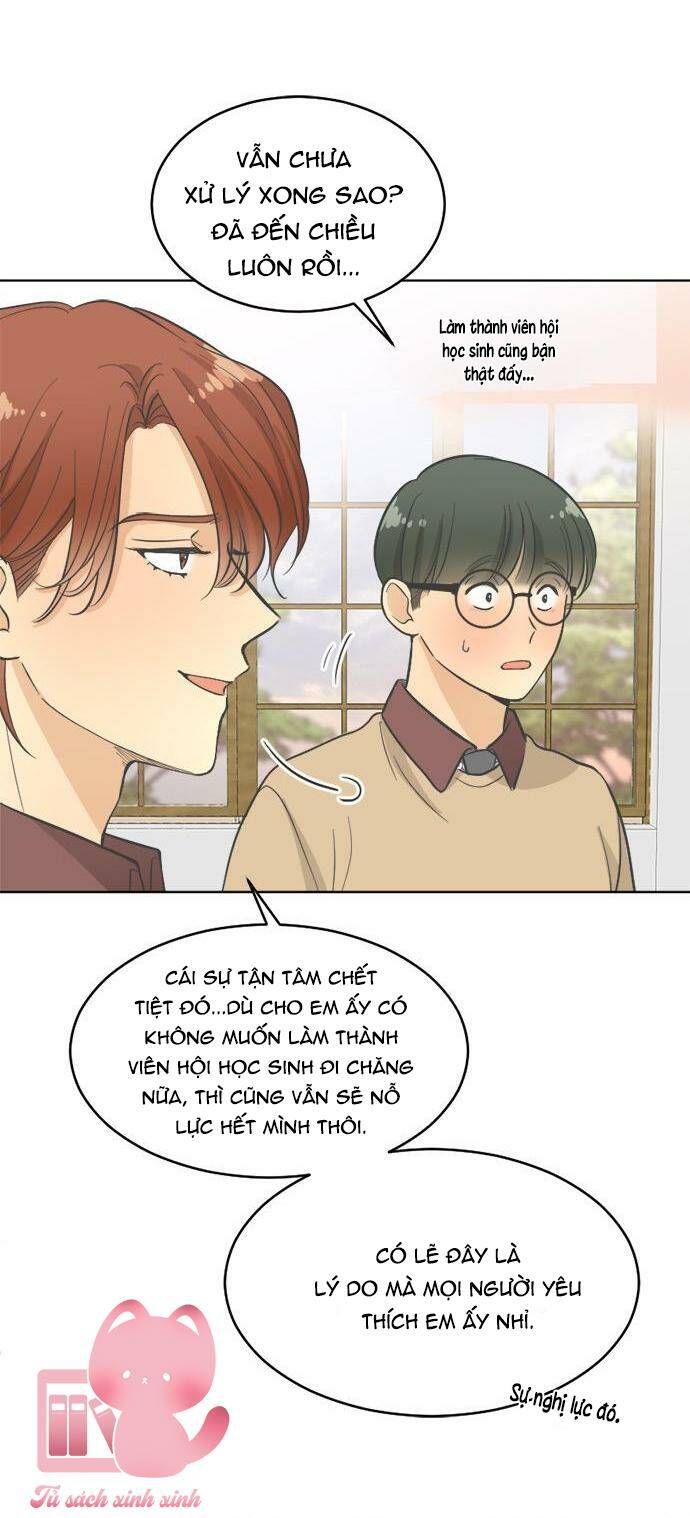 VẪN CHƯA
XỬ LÝ XONG SAO?
ĐÃ ĐẾN CHIỀU
LUÔN RỒI...
Làm thành viên hội
học sinh cũng bận
thật đấy...
CÁI SỰ TẬN TÂM CHẾT
TIỆT ĐÓ...DÙ CHO EM ẤY CÓ
KHÔNG MUỐN LÀM THÀNH
VIÊN HỘI HỌC SINH ĐI CHĂNG
NỮA, THÌ CŨNG VẪN SẼ NỖ
LỰC HẾT MÌNH THÔI.
CÓ LẼ ĐÂY LÀ
LÝ DO MÀ MỌI NGƯỜI YÊU
THÍCH EM ẤY NHỈ.
Sự nghị lực đó.
Tủ sách xinh xinh